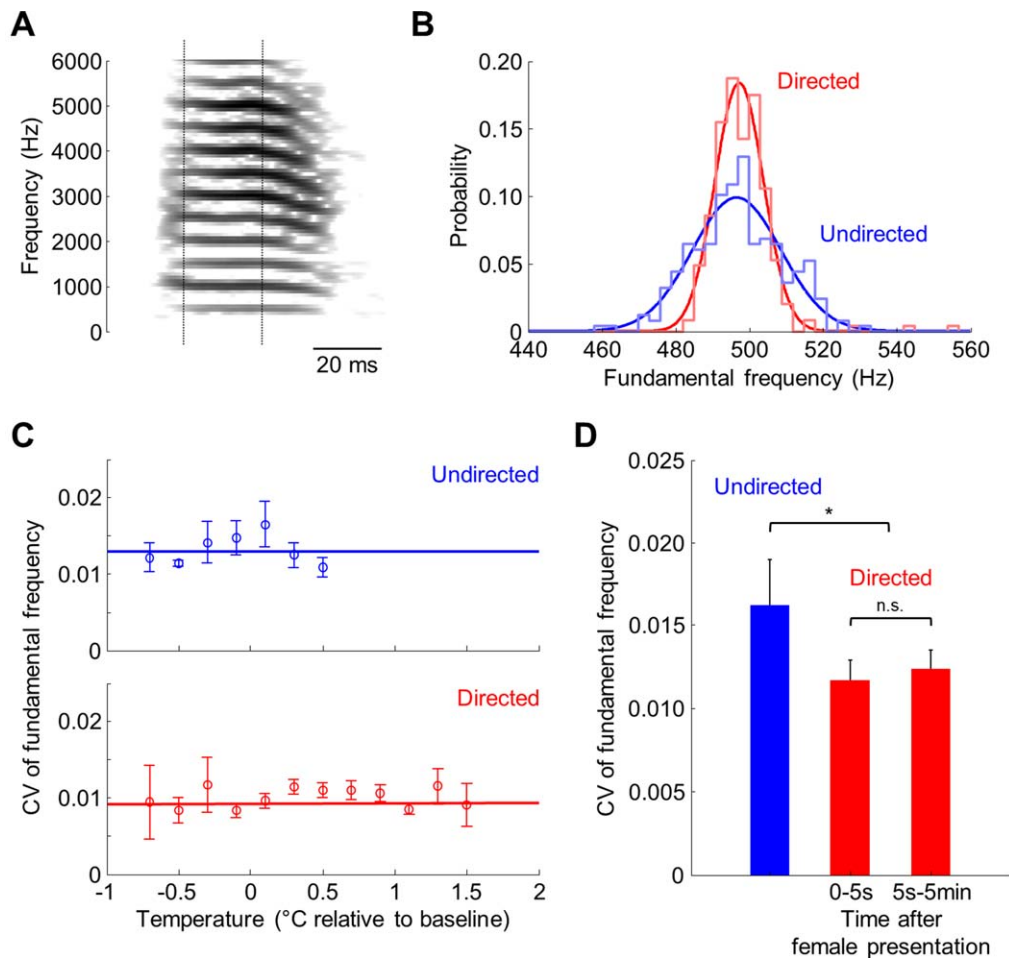 A
Frequency (Hz)
6000
5000
4000
3000
2000
1000
0
20 ms
B
Probability
0.20
0.15
0.10
0.05
0
Directed
Undirected
440 460 480 500 520 540 560
Fundamental frequency (Hz)
C
CV of fundamental frequency
0.02
0.01
0
Undirected
CV of fundamental frequency
0.02
0.01
0
Directed
-1 -0.5 0 0.5 1 1.5 2
Temperature (°C relative to baseline)
D
CV of fundamental frequency
0.025
0.020
0.015
0.010
0.005
0
Undirected
*
Directed
n.s.
0-5s 5s-5min
Time after
female presentation